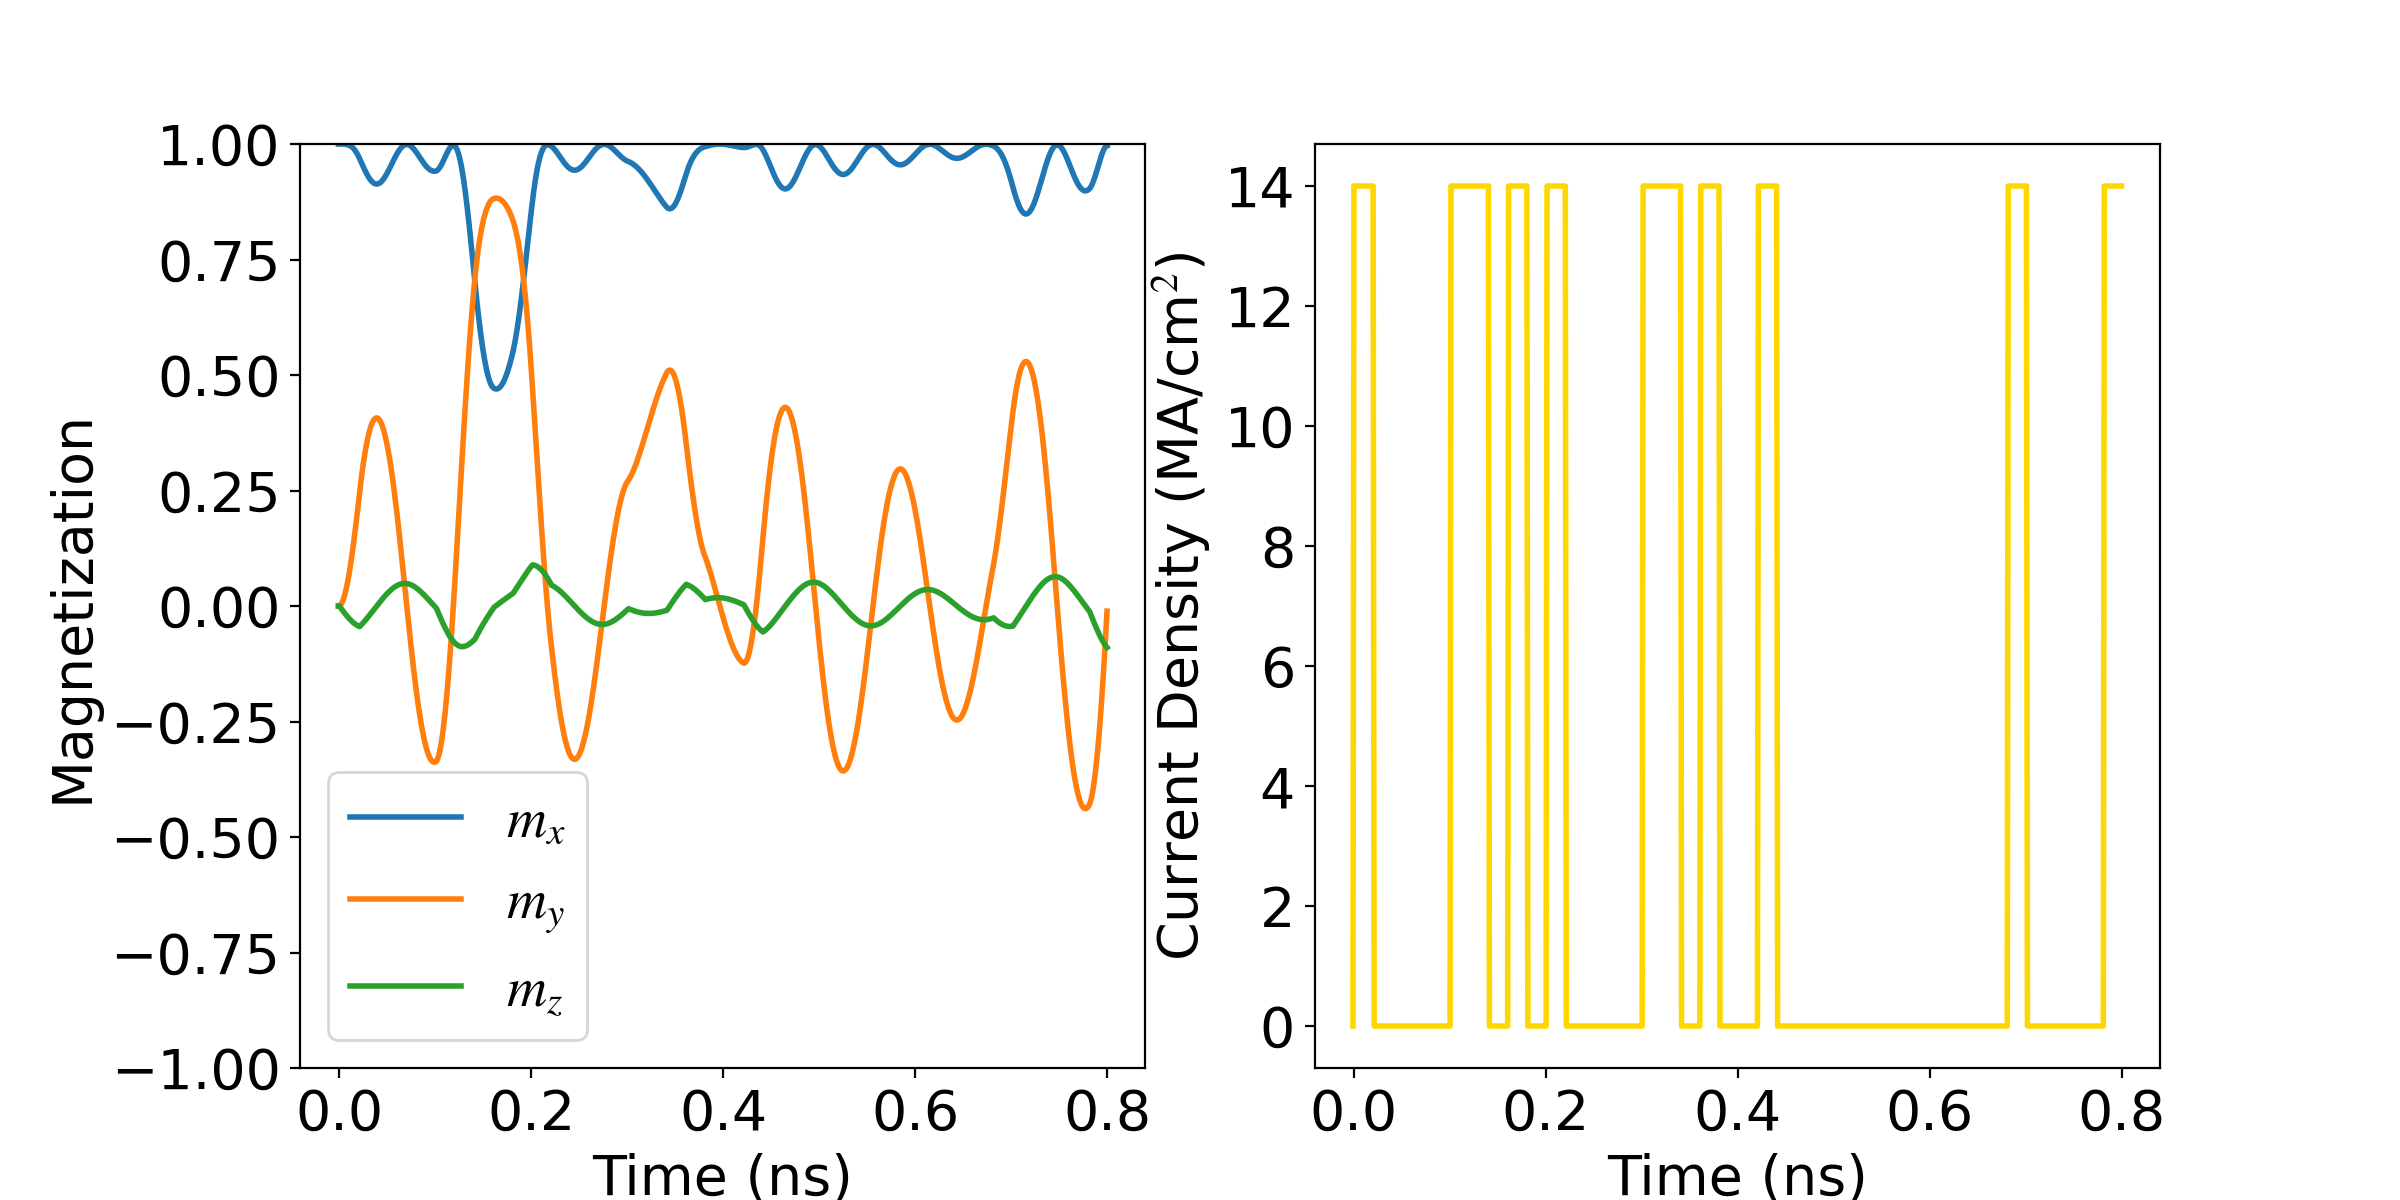 Magnetization
1.00
0.75
0.50
0.25
0.00
−0.25
−0.50
−0.75
−1.00
m_x
m_y
m_z
0.0 0.2 0.4 0.6 0.8
Time (ns)
Current Density (MA/cm²)
14
12
10
8
6
4
2
0
0.0 0.2 0.4 0.6 0.8
Time (ns)